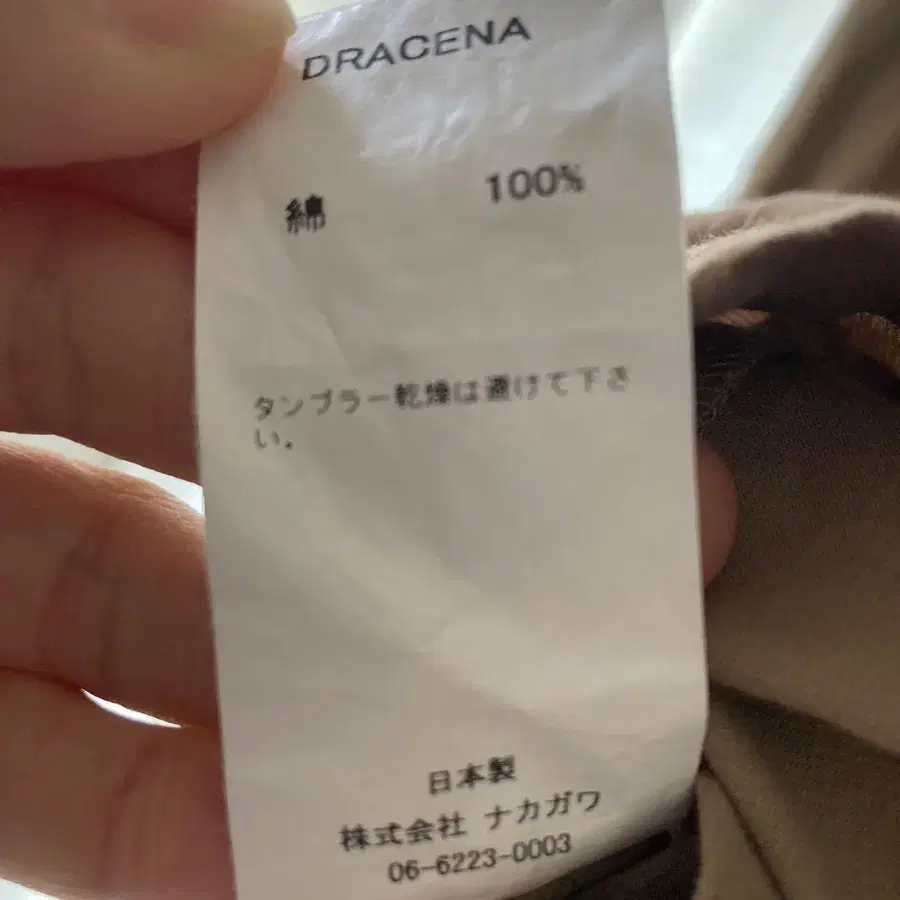 DRACENA
綿 100%
タンブラー乾燥は避けて下さ
い。
日本製
株式会社 ナカガワ
06-6223-0003